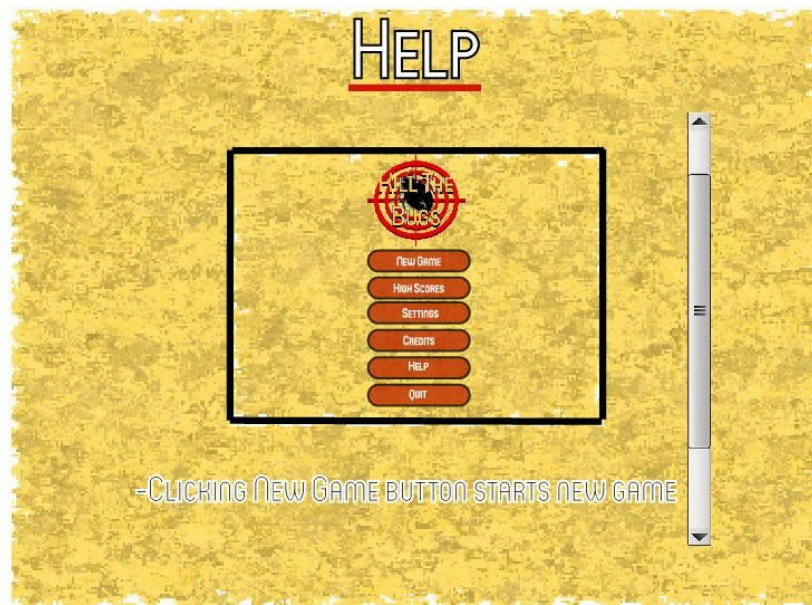 Help
Kill The
Bugs
New Game
High Scores
Settings
Credits
Help
Quit
-Clicking New Game button starts new game